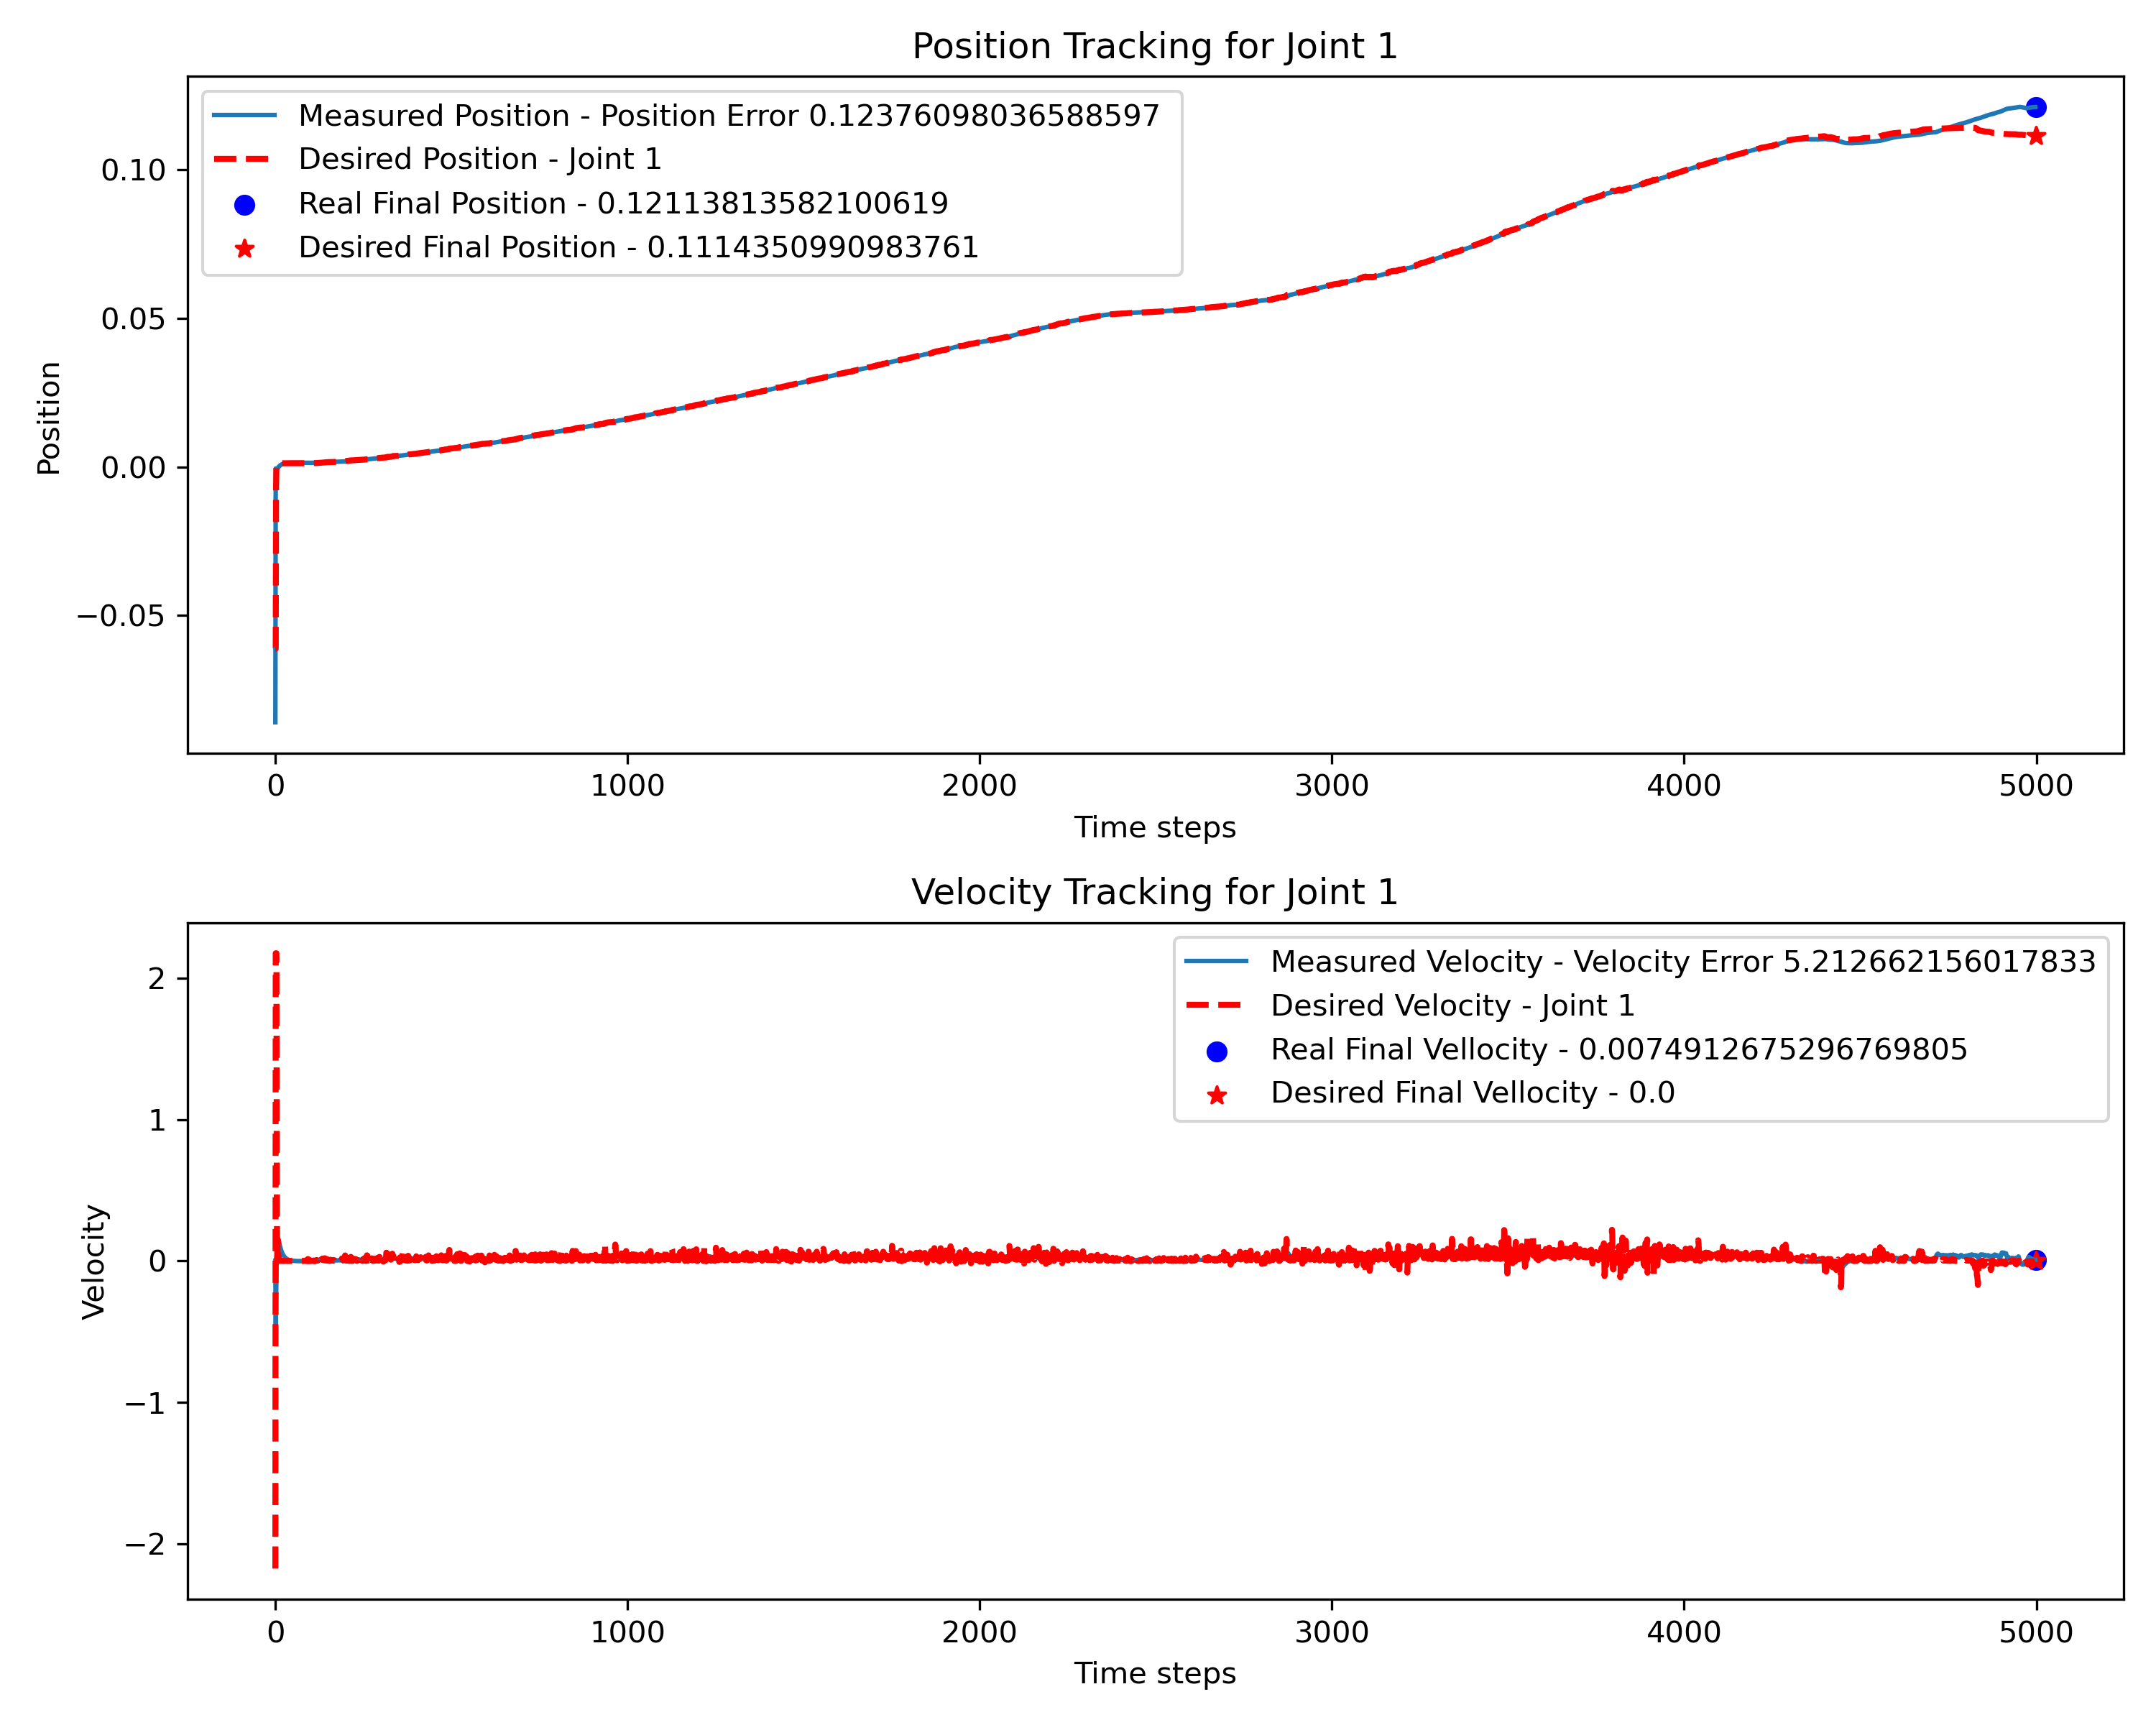 Position Tracking for Joint 1
Measured Position - Position Error 0.12376098036588597
Desired Position - Joint 1
Real Final Position - 0.12113813582100619
Desired Final Position - 0.1114350990983761
0.10
0.05
0.00
−0.05
Position
0 1000 2000 3000 4000 5000
Time steps
Velocity Tracking for Joint 1
Measured Velocity - Velocity Error 5.212662156017833
Desired Velocity - Joint 1
Real Final Vellocity - 0.0074912675296769805
Desired Final Vellocity - 0.0
2
1
0
−1
−2
Velocity
0 1000 2000 3000 4000 5000
Time steps